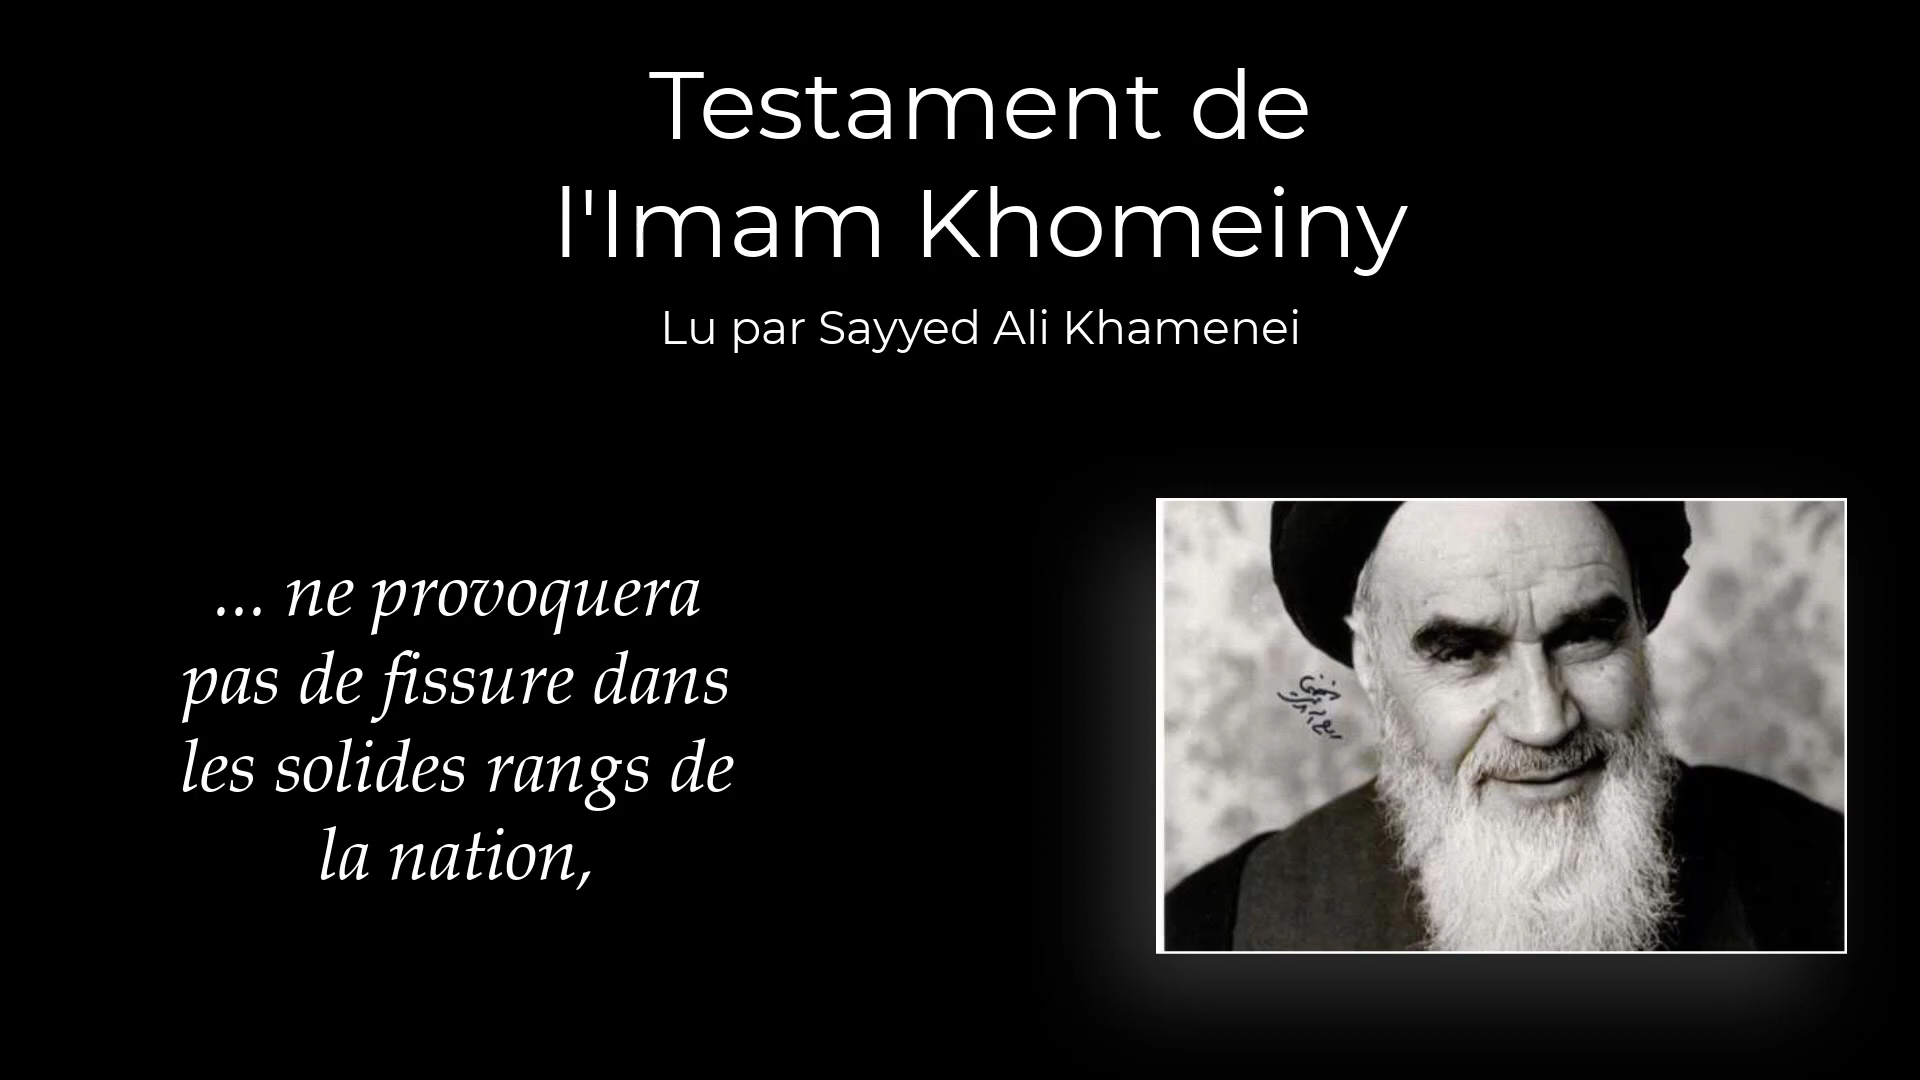 Testament de
l'Imam Khomeiny
Lu par Sayyed Ali Khamenei
... ne provoquera
pas de fissure dans
les solides rangs de
la nation,